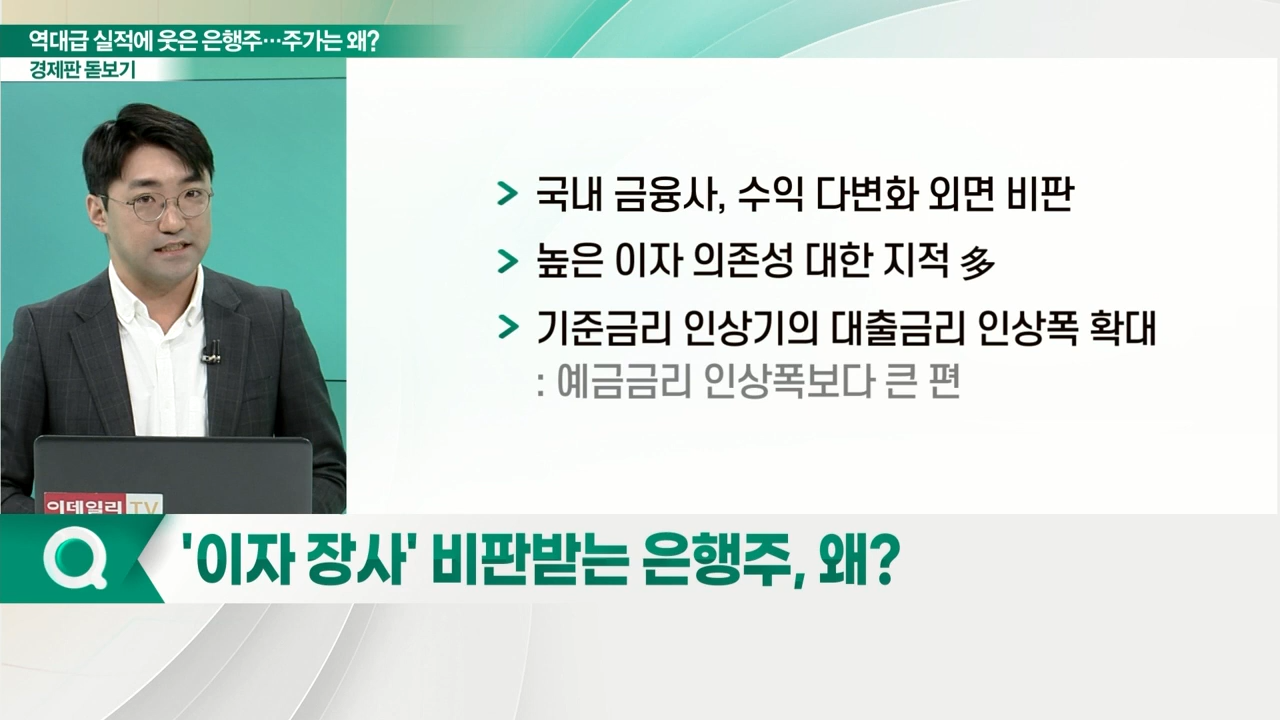 역대급 실적에 웃은 은행주…주가는 왜?
경제판 돋보기
> 국내 금융사, 수익 다변화 외면 비판
> 높은 이자 의존성 대한 지적 多
> 기준금리 인상기의 대출금리 인상폭 확대
: 예금금리 인상폭보다 큰 편
이데일리 TV
Q
'이자 장사' 비판받는 은행주, 왜?